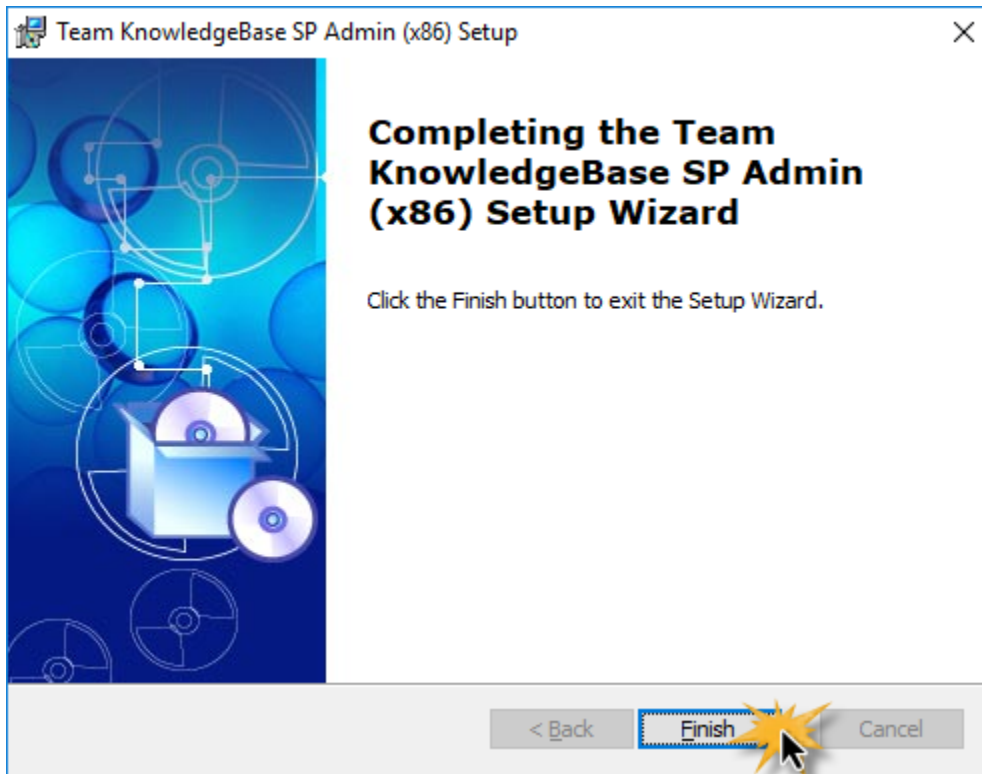 Team KnowledgeBase SP Admin (x86) Setup
Completing the Team
KnowledgeBase SP Admin
(x86) Setup Wizard
Click the Finish button to exit the Setup Wizard.
< Back Finish Cancel